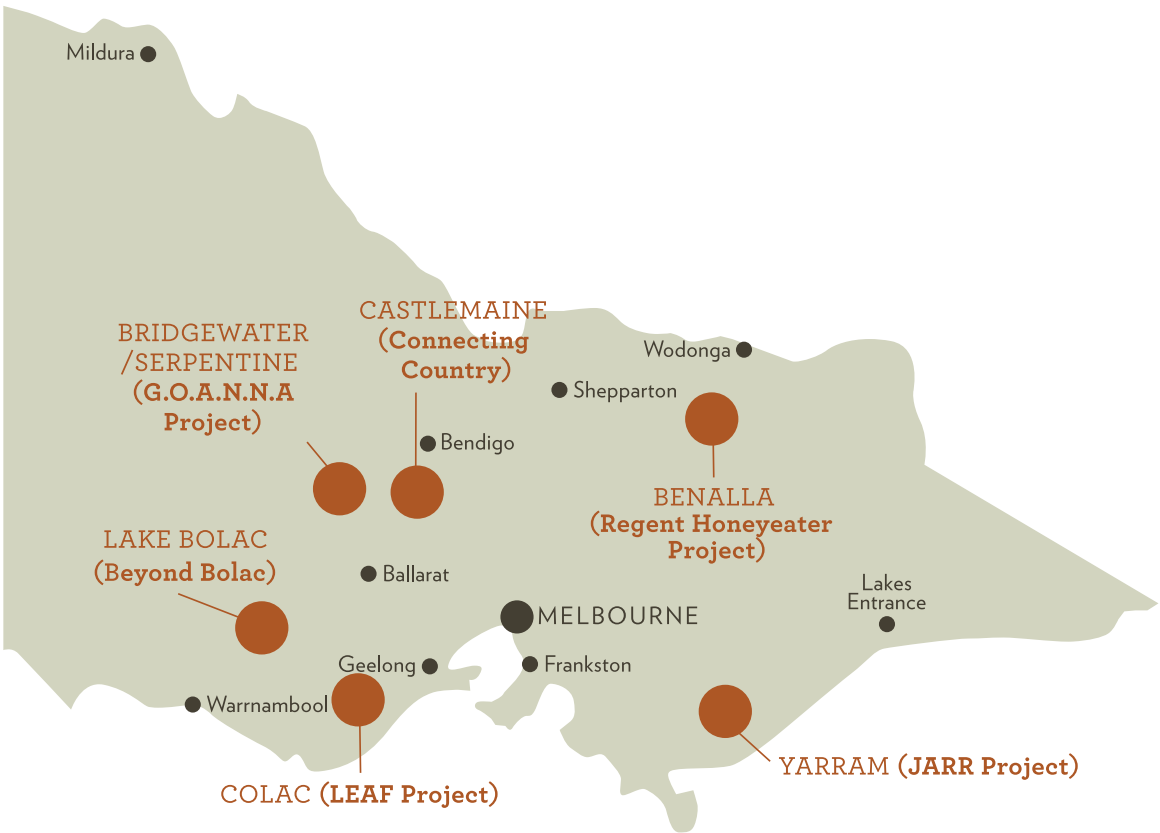 Mildura
CASTLEMAINE
(Connecting
Country)
BRIDGEWATER
/SERPENTINE
(G.O.A.N.N.A
Project)
Wodonga
Shepparton
Bendigo
BENALLA
(Regent Honeyeater
Project)
LAKE BOLAC
(Beyond Bolac)
Ballarat
Lakes
Entrance
MELBOURNE
Geelong
Frankston
Warrnambool
YARRAM (JARR Project)
COLAC (LEAF Project)